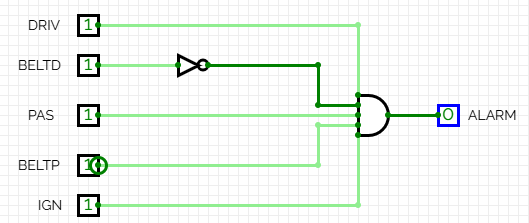 DRIV 1
BELTD 1
PAS 1
0 ALARM
BELTP 1
IGN 1